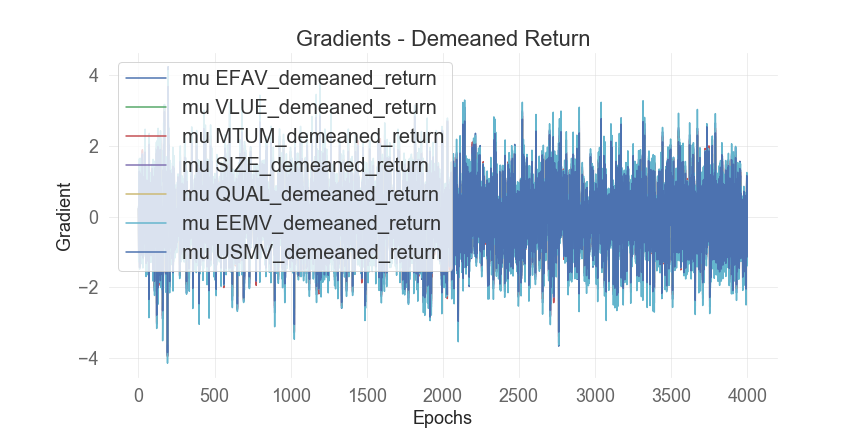 Gradients - Demeaned Return
mu EFAV_demeaned_return
mu VLUE_demeaned_return
mu MTUM_demeaned_return
mu SIZE_demeaned_return
mu QUAL_demeaned_return
mu EEMV_demeaned_return
mu USMV_demeaned_return
4
2
0
−2
−4
Gradient
0 500 1000 1500 2000 2500 3000 3500 4000
Epochs